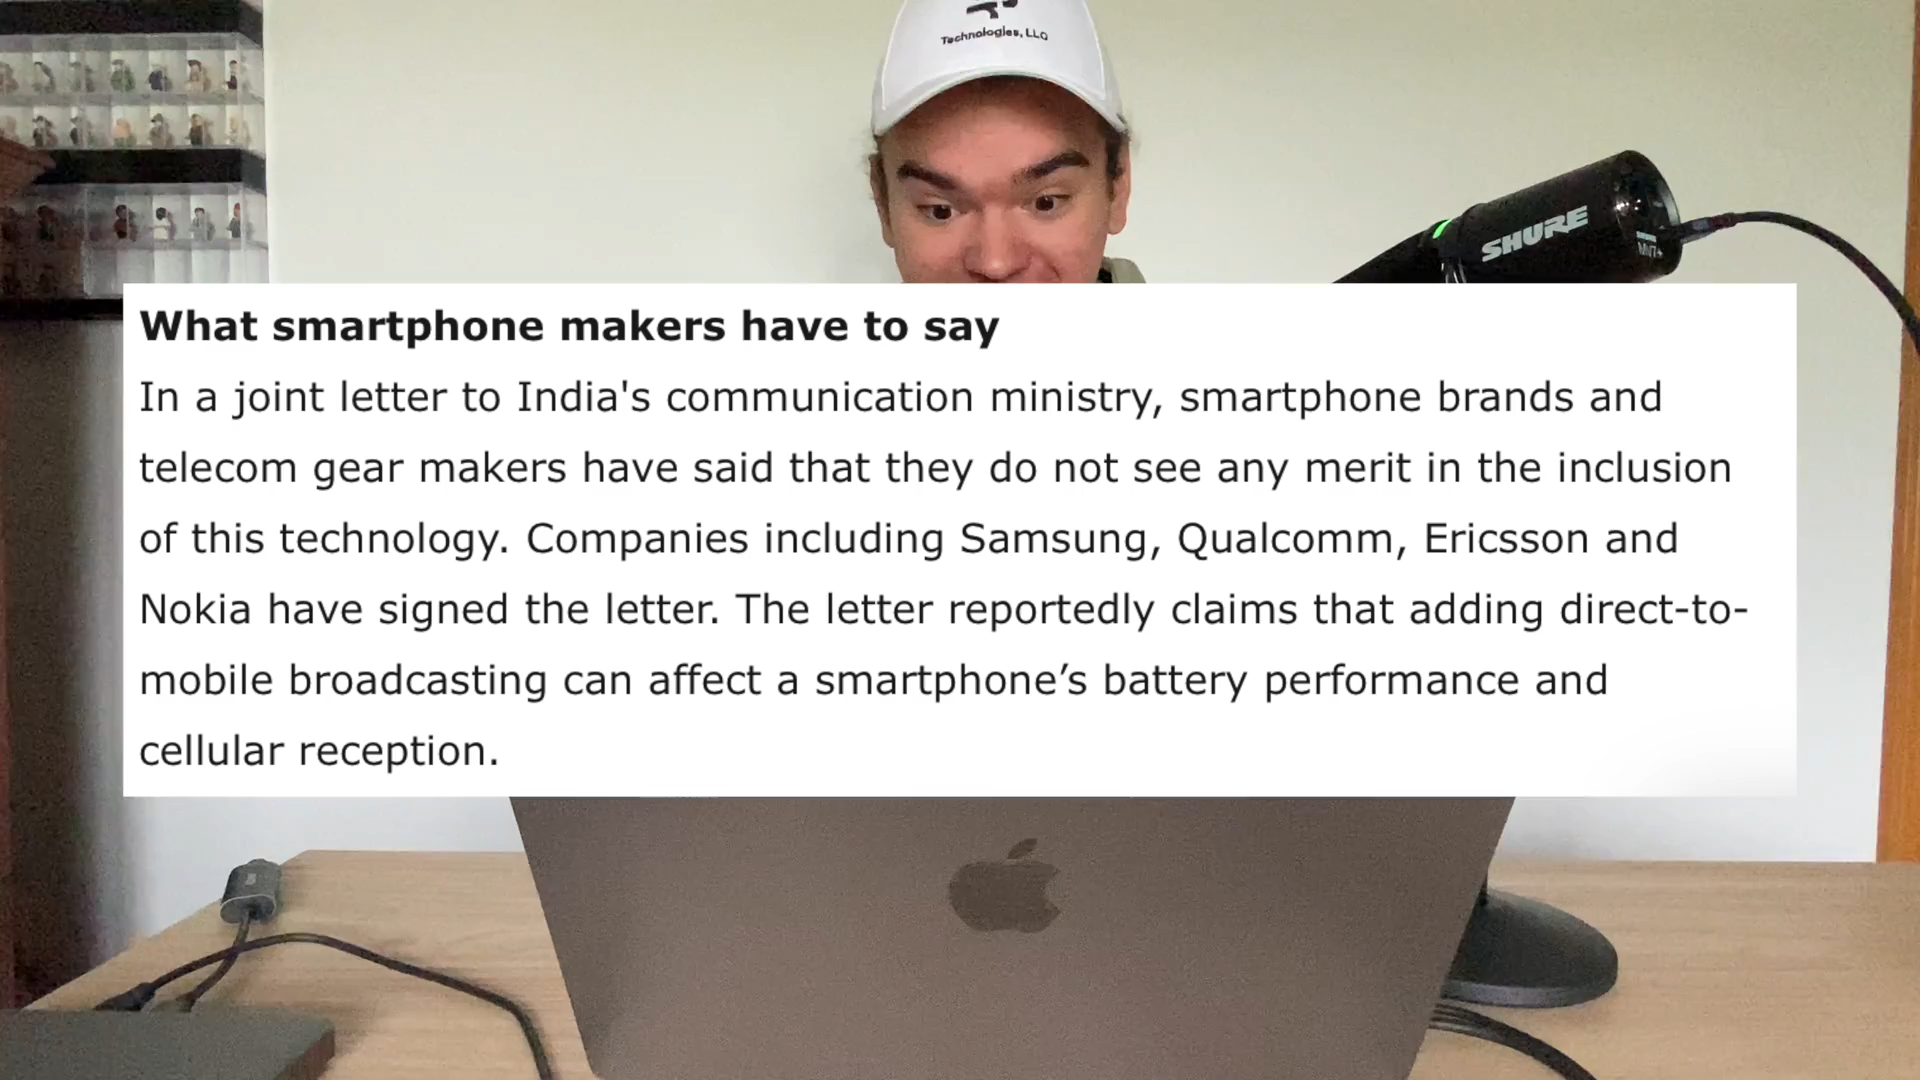 Technologies, LLC
SHURE
SHURE
MV7+
What smartphone makers have to say
In a joint letter to India's communication ministry, smartphone brands and
telecom gear makers have said that they do not see any merit in the inclusion
of this technology. Companies including Samsung, Qualcomm, Ericsson and
Nokia have signed the letter. The letter reportedly claims that adding direct-to-
mobile broadcasting can affect a smartphone’s battery performance and
cellular reception.